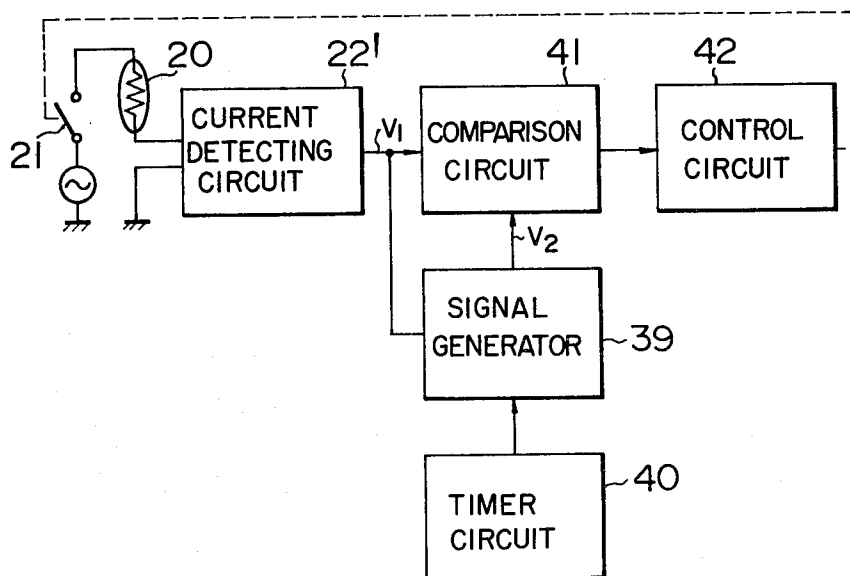 20
21
22'
CURRENT
DETECTING
CIRCUIT
V1
41
COMPARISON
CIRCUIT
42
CONTROL
CIRCUIT
V2
SIGNAL
GENERATOR
39
TIMER
CIRCUIT
40